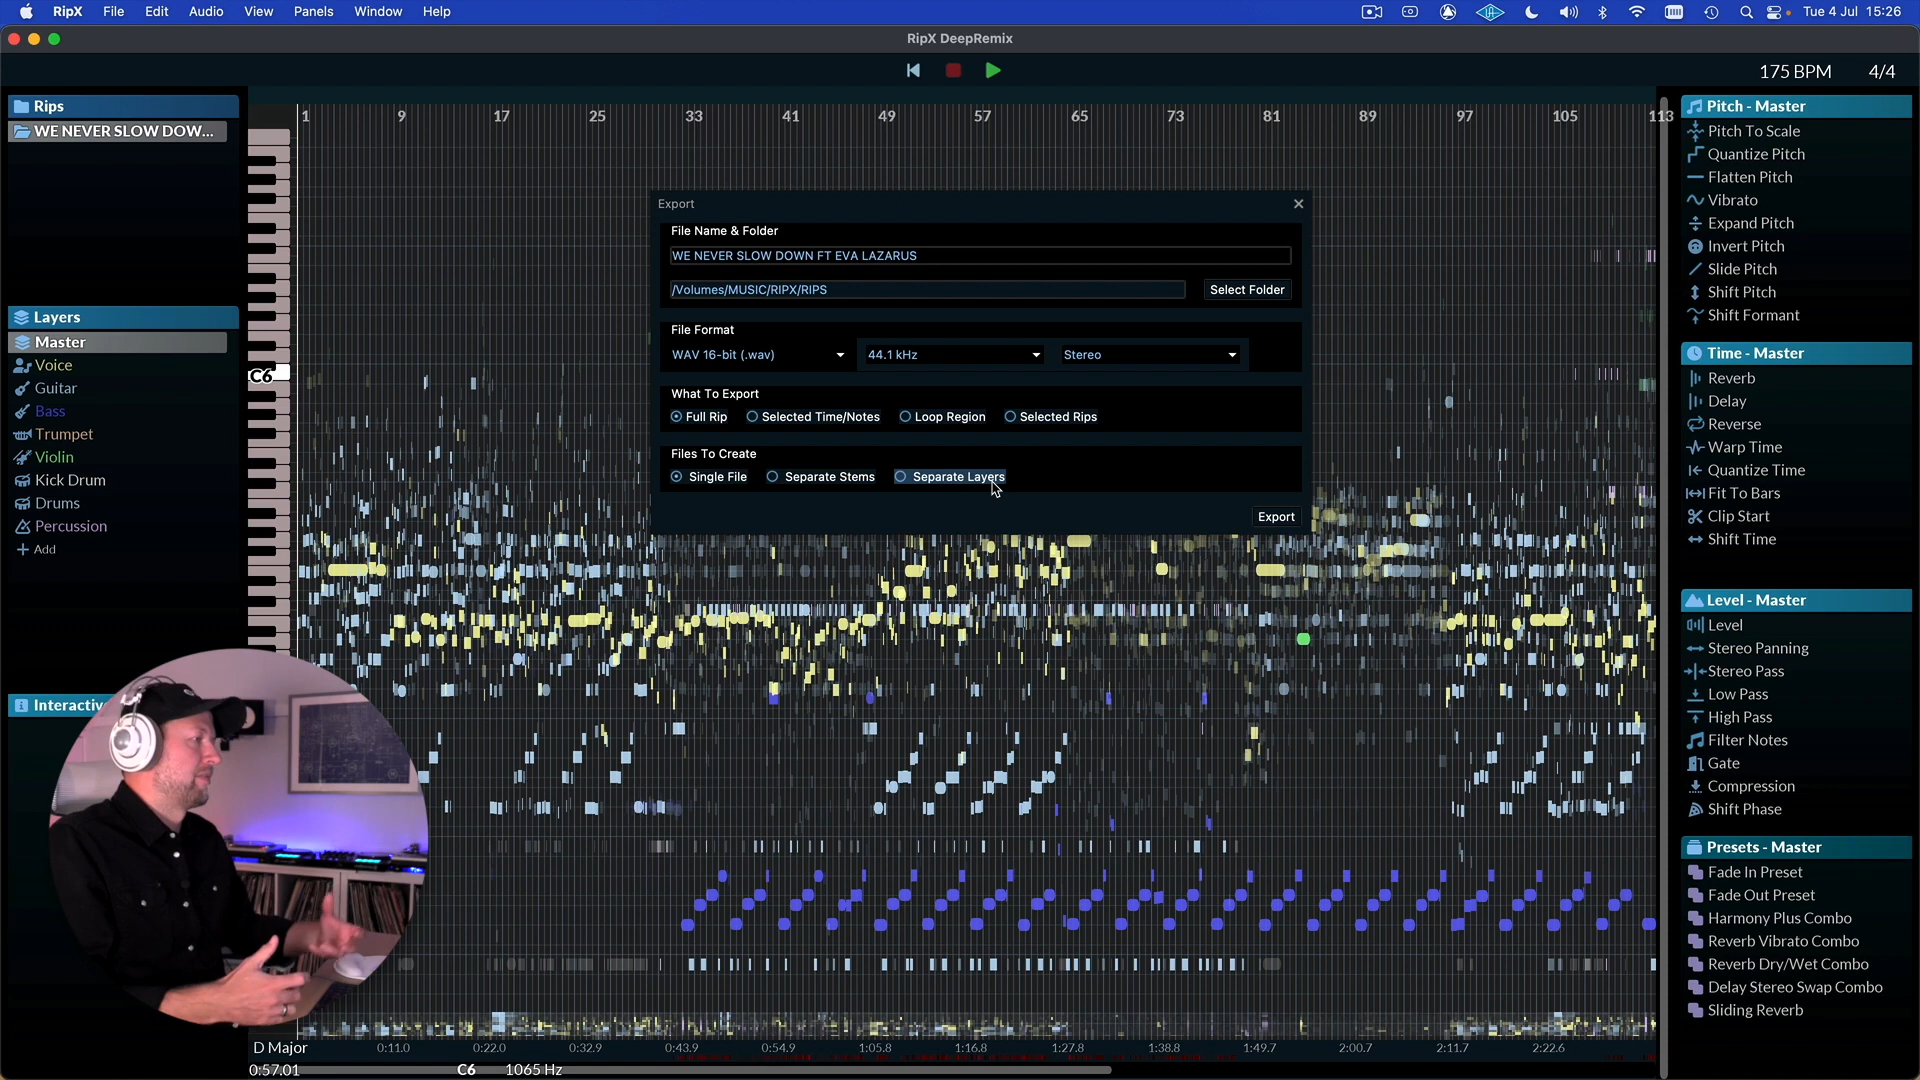 RipX File Edit Audio View Panels Window Help
Tue 4 Jul 15:26
RipX DeepRemix
175 BPM 4/4
Rips
WE NEVER SLOW DOW...
Layers
Master
Voice
Guitar
Bass
Trumpet
Violin
Kick Drum
Drums
Percussion
+ Add
Interactiv
1 9 17 25 33 41 49 57 65 73 81 89 97 105 113
C6
Export
File Name & Folder
WE NEVER SLOW DOWN FT EVA LAZARUS
/Volumes/MUSIC/RIPX/RIPS
Select Folder
File Format
WAV 16-bit (.wav) 44.1 kHz Stereo
What To Export
Full Rip Selected Time/Notes Loop Region Selected Rips
Files To Create
Single File Separate Stems Separate Layers
Export
D Major 0:11.0 0:22.0 0:32.9 0:43.9 0:54.9 1:05.8 1:16.8 1:27.8 1:38.8 1:49.7 2:00.7 2:11.7 2:22.6
0:57.01 C6 1065 Hz
Pitch - Master
Pitch To Scale
Quantize Pitch
Flatten Pitch
Vibrato
Expand Pitch
Invert Pitch
Slide Pitch
Shift Pitch
Shift Formant
Time - Master
Reverb
Delay
Reverse
Warp Time
Quantize Time
Fit To Bars
Clip Start
Shift Time
Level - Master
Level
Stereo Panning
Stereo Pass
Low Pass
High Pass
Filter Notes
Gate
Compression
Shift Phase
Presets - Master
Fade In Preset
Fade Out Preset
Harmony Plus Combo
Reverb Vibrato Combo
Reverb Dry/Wet Combo
Delay Stereo Swap Combo
Sliding Reverb